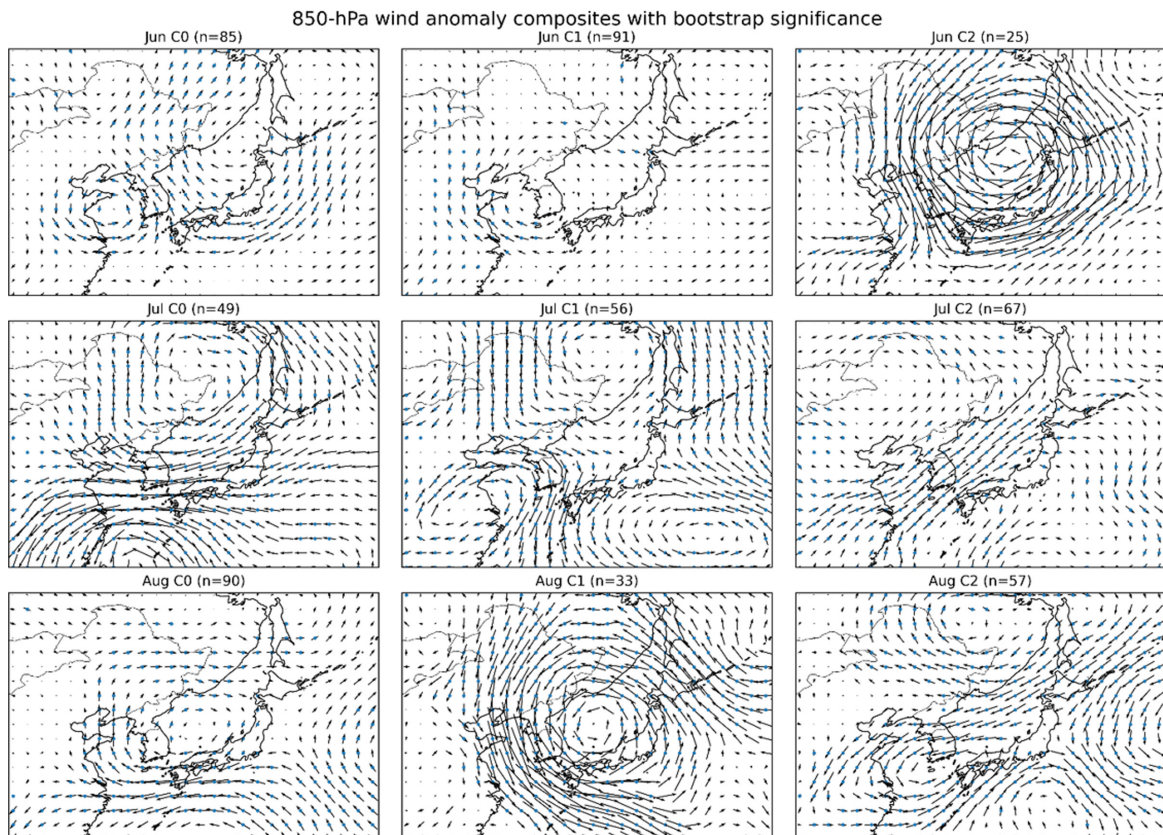 850-hPa wind anomaly composites with bootstrap significance
Jun C0 (n=85)
Jun C1 (n=91)
Jun C2 (n=25)
Jul C0 (n=49)
Jul C1 (n=56)
Jul C2 (n=67)
Aug C0 (n=90)
Aug C1 (n=33)
Aug C2 (n=57)